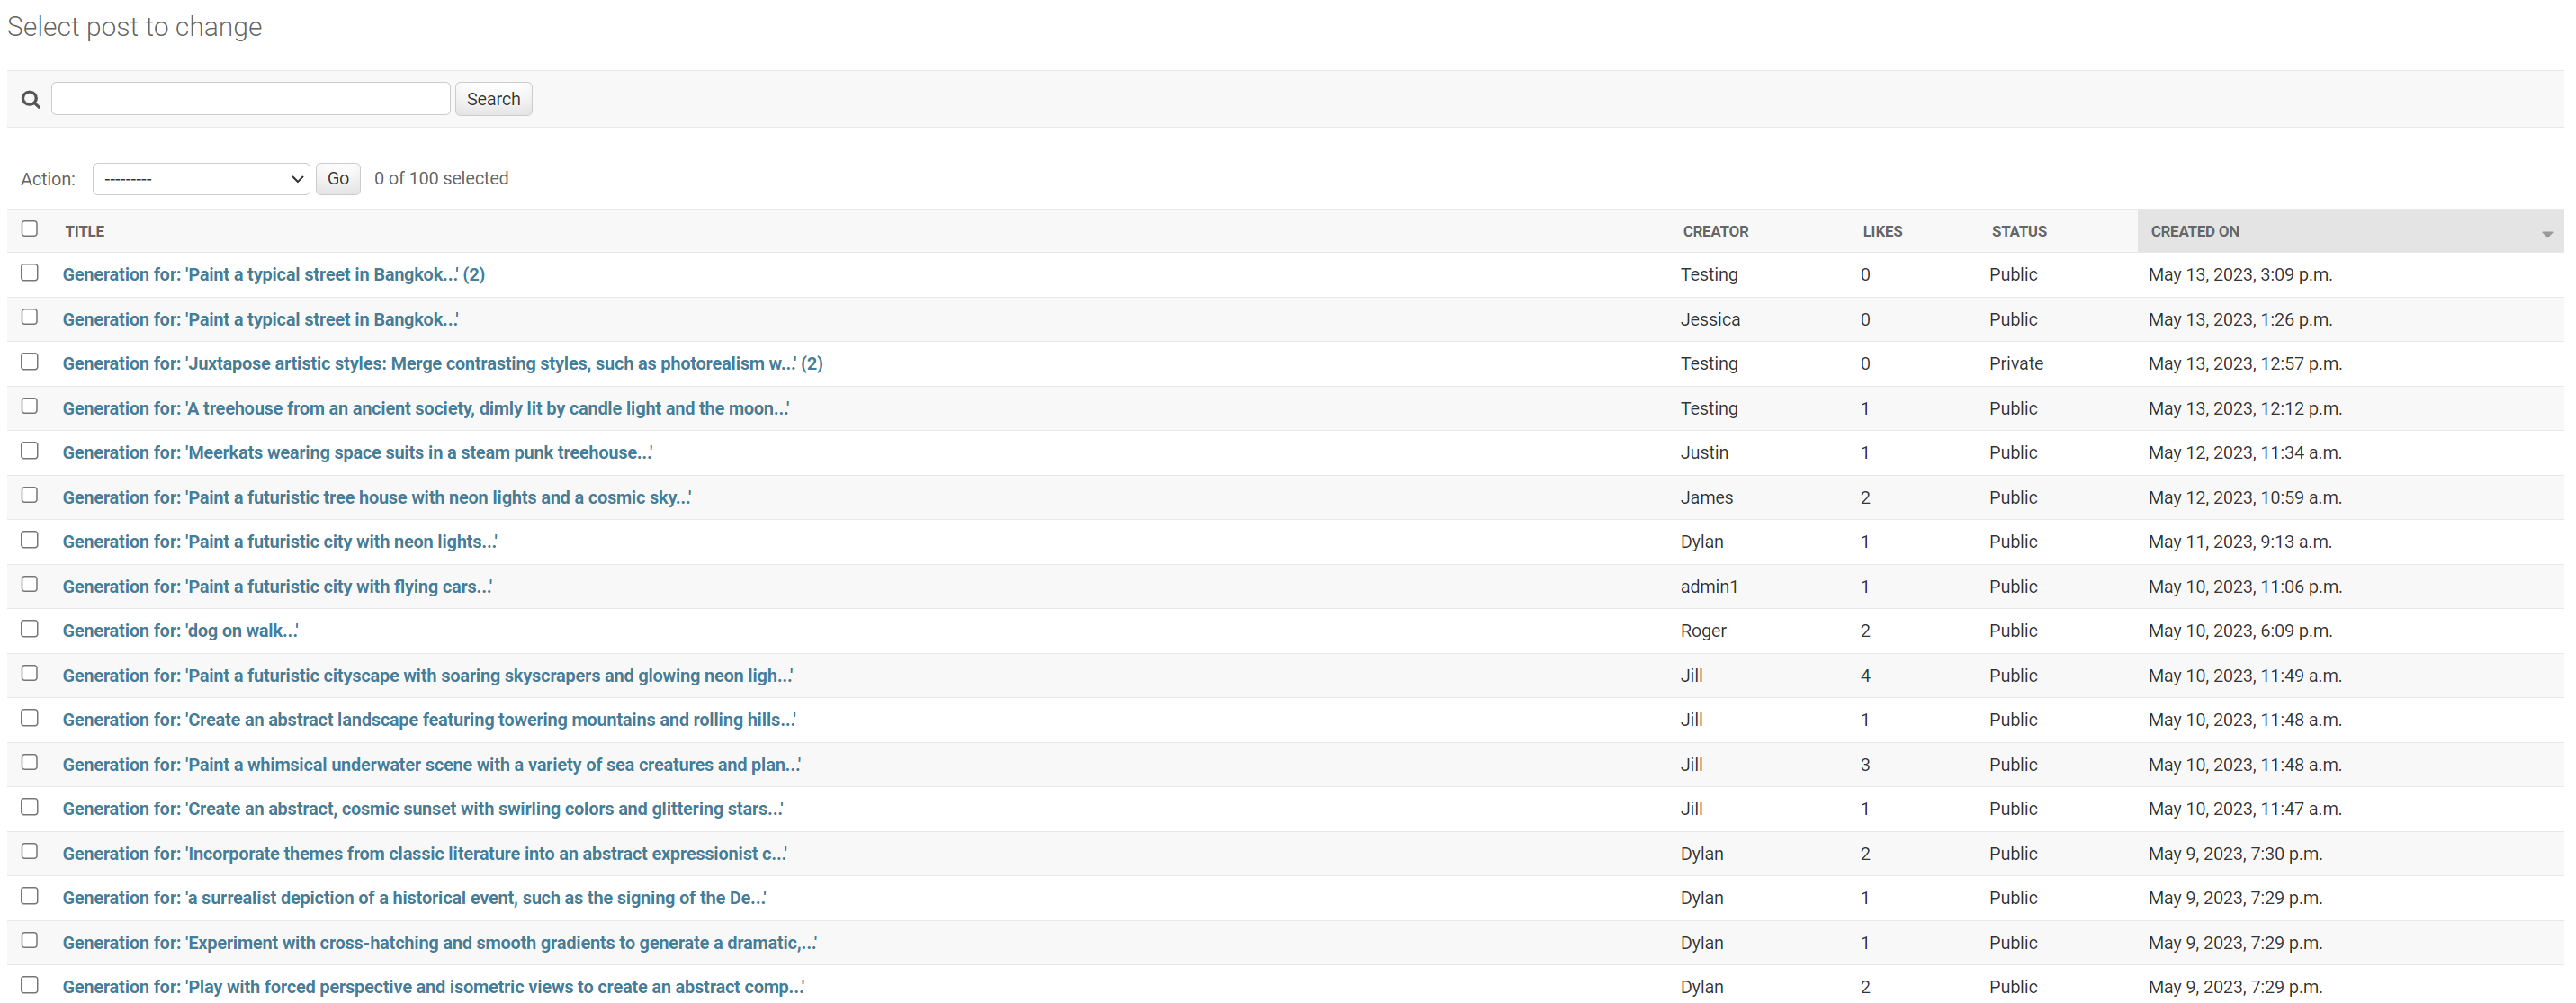 Select post to change
Search
Action: --------- Go 0 of 100 selected
TITLE CREATOR LIKES STATUS CREATED ON
Generation for: 'Paint a typical street in Bangkok...' (2) Testing 0 Public May 13, 2023, 3:09 p.m.
Generation for: 'Paint a typical street in Bangkok...' Jessica 0 Public May 13, 2023, 1:26 p.m.
Generation for: 'Juxtapose artistic styles: Merge contrasting styles, such as photorealism w...' (2) Testing 0 Private May 13, 2023, 12:57 p.m.
Generation for: 'A treehouse from an ancient society, dimly lit by candle light and the moon...' Testing 1 Public May 13, 2023, 12:12 p.m.
Generation for: 'Meerkats wearing space suits in a steam punk treehouse...' Justin 1 Public May 12, 2023, 11:34 a.m.
Generation for: 'Paint a futuristic tree house with neon lights and a cosmic sky...' James 2 Public May 12, 2023, 10:59 a.m.
Generation for: 'Paint a futuristic city with neon lights...' Dylan 1 Public May 11, 2023, 9:13 a.m.
Generation for: 'Paint a futuristic city with flying cars...' admin1 1 Public May 10, 2023, 11:06 p.m.
Generation for: 'dog on walk...' Roger 2 Public May 10, 2023, 6:09 p.m.
Generation for: 'Paint a futuristic cityscape with soaring skyscrapers and glowing neon ligh...' Jill 4 Public May 10, 2023, 11:49 a.m.
Generation for: 'Create an abstract landscape featuring towering mountains and rolling hills...' Jill 1 Public May 10, 2023, 11:48 a.m.
Generation for: 'Paint a whimsical underwater scene with a variety of sea creatures and plan...' Jill 3 Public May 10, 2023, 11:48 a.m.
Generation for: 'Create an abstract, cosmic sunset with swirling colors and glittering stars...' Jill 1 Public May 10, 2023, 11:47 a.m.
Generation for: 'Incorporate themes from classic literature into an abstract expressionist c...' Dylan 2 Public May 9, 2023, 7:30 p.m.
Generation for: 'a surrealist depiction of a historical event, such as the signing of the De...' Dylan 1 Public May 9, 2023, 7:29 p.m.
Generation for: 'Experiment with cross-hatching and smooth gradients to generate a dramatic,...' Dylan 1 Public May 9, 2023, 7:29 p.m.
Generation for: 'Play with forced perspective and isometric views to create an abstract comp...' Dylan 2 Public May 9, 2023, 7:29 p.m.